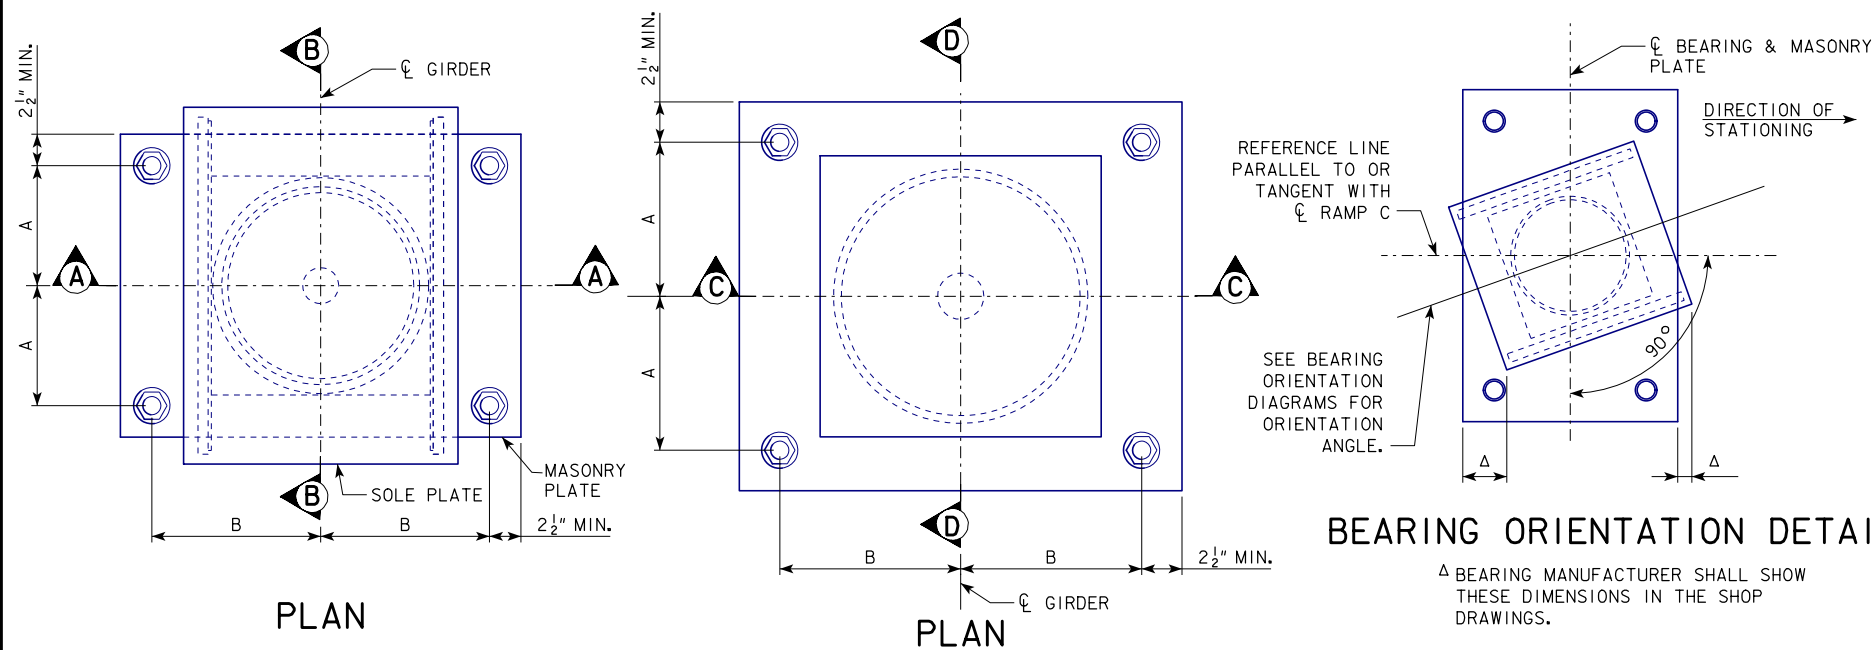 B
℄ GIRDER
2½" MIN.
A
A
A
A
B
SOLE PLATE
MASONRY
PLATE
B
B
2½" MIN.
PLAN
D
2½" MIN.
A
C
C
A
D
B
B
2½" MIN.
℄ GIRDER
PLAN
℄ BEARING & MASONRY
PLATE
DIRECTION OF
STATIONING
REFERENCE LINE
PARALLEL TO OR
TANGENT WITH
℄ RAMP C
90°
SEE BEARING
ORIENTATION
DIAGRAMS FOR
ORIENTATION
ANGLE.
Δ
Δ
BEARING ORIENTATION DETAI
Δ BEARING MANUFACTURER SHALL SHOW
THESE DIMENSIONS IN THE SHOP
DRAWINGS.